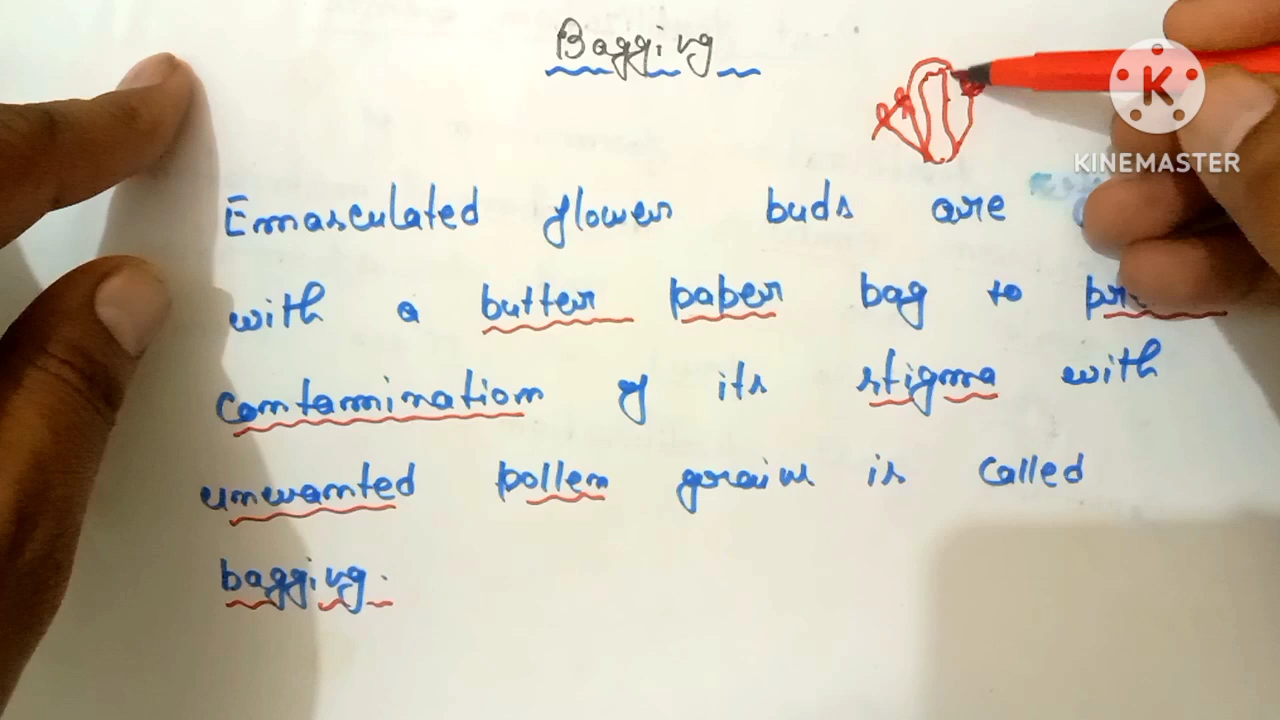 Bagging
K
KINEMASTER
Emasculated flower buds are
with a butter paper bag to
contamination of its stigma with
unwanted pollen grains is called
bagging.